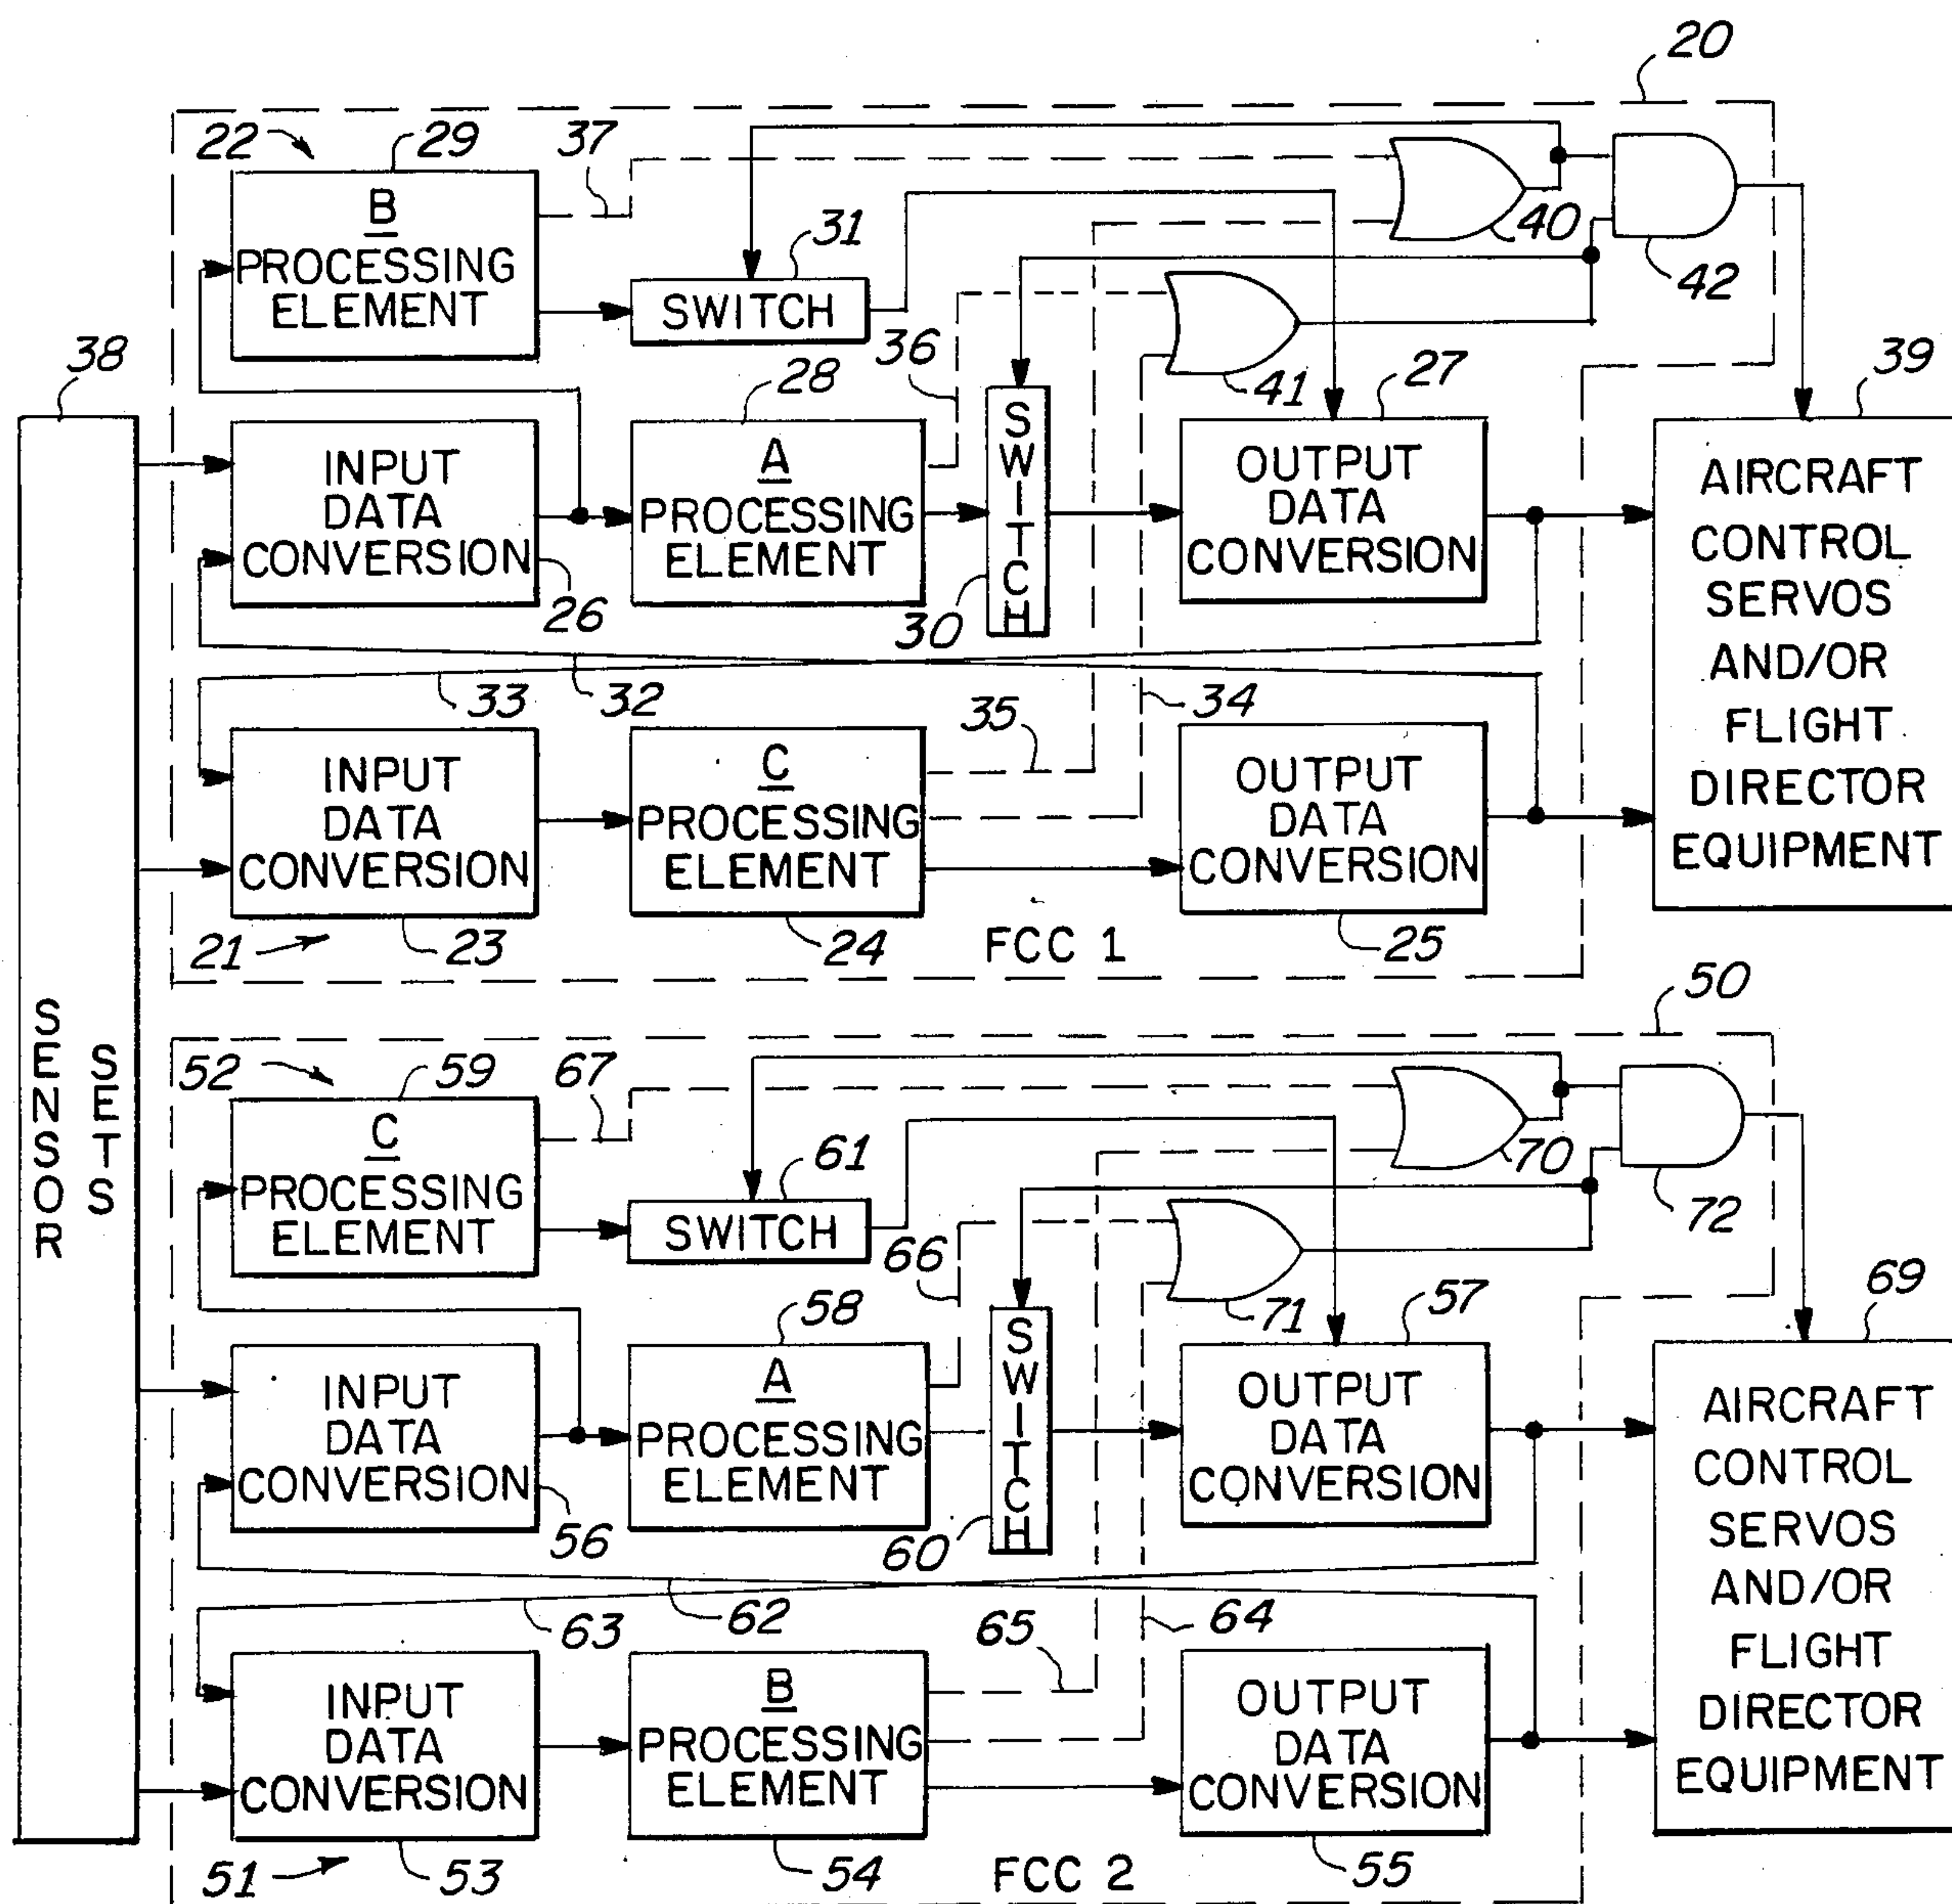 20
22
29
37
B
PROCESSING
ELEMENT
31
SWITCH
40
42
38
36
41
28
27
39
INPUT
DATA
CONVERSION
26
A
PROCESSING
ELEMENT
SWITCH
30
OUTPUT
DATA
CONVERSION
AIRCRAFT
CONTROL
SERVOS
AND/OR
FLIGHT
DIRECTOR
EQUIPMENT
33
32
35
34
INPUT
DATA
CONVERSION
C
PROCESSING
ELEMENT
OUTPUT
DATA
CONVERSION
21
23
24
FCC 1
25
SENSOR
SETS
50
52
59
67
C
PROCESSING
ELEMENT
61
SWITCH
70
72
66
71
58
57
69
INPUT
DATA
CONVERSION
56
A
PROCESSING
ELEMENT
SWITCH
60
OUTPUT
DATA
CONVERSION
AIRCRAFT
CONTROL
SERVOS
AND/OR
FLIGHT
DIRECTOR
EQUIPMENT
63
62
65
64
INPUT
DATA
CONVERSION
B
PROCESSING
ELEMENT
OUTPUT
DATA
CONVERSION
51
53
54
FCC 2
55